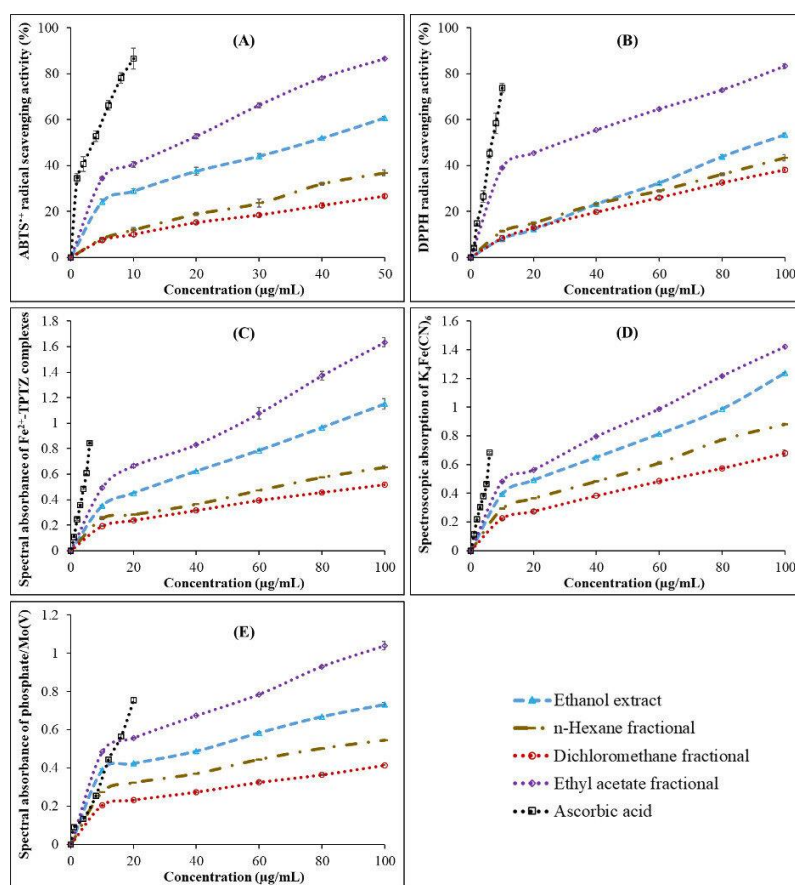 (A)
ABTS•+ radical scavenging activity (%)
100
80
60
40
20
0
0 10 20 30 40 50
Concentration (µg/mL)
(B)
DPPH radical scavenging activity (%)
100
80
60
40
20
0
0 20 40 60 80 100
Concentration (µg/mL)
(C)
Spectral absorbance of Fe²⁺-TPTZ complexes
1.8
1.6
1.4
1.2
1
0.8
0.6
0.4
0.2
0
0 20 40 60 80 100
Concentration (µg/mL)
(D)
Spectroscopic absorption of K₄Fe(CN)₆
1.6
1.4
1.2
1
0.8
0.6
0.4
0.2
0
0 20 40 60 80 100
Concentration (µg/mL)
(E)
Spectral absorbance of phosphate/Mo(V)
1.2
1
0.8
0.6
0.4
0.2
0
0 20 40 60 80 100
Concentration (µg/mL)
Ethanol extract
n-Hexane fractional
Dichloromethane fractional
Ethyl acetate fractional
Ascorbic acid